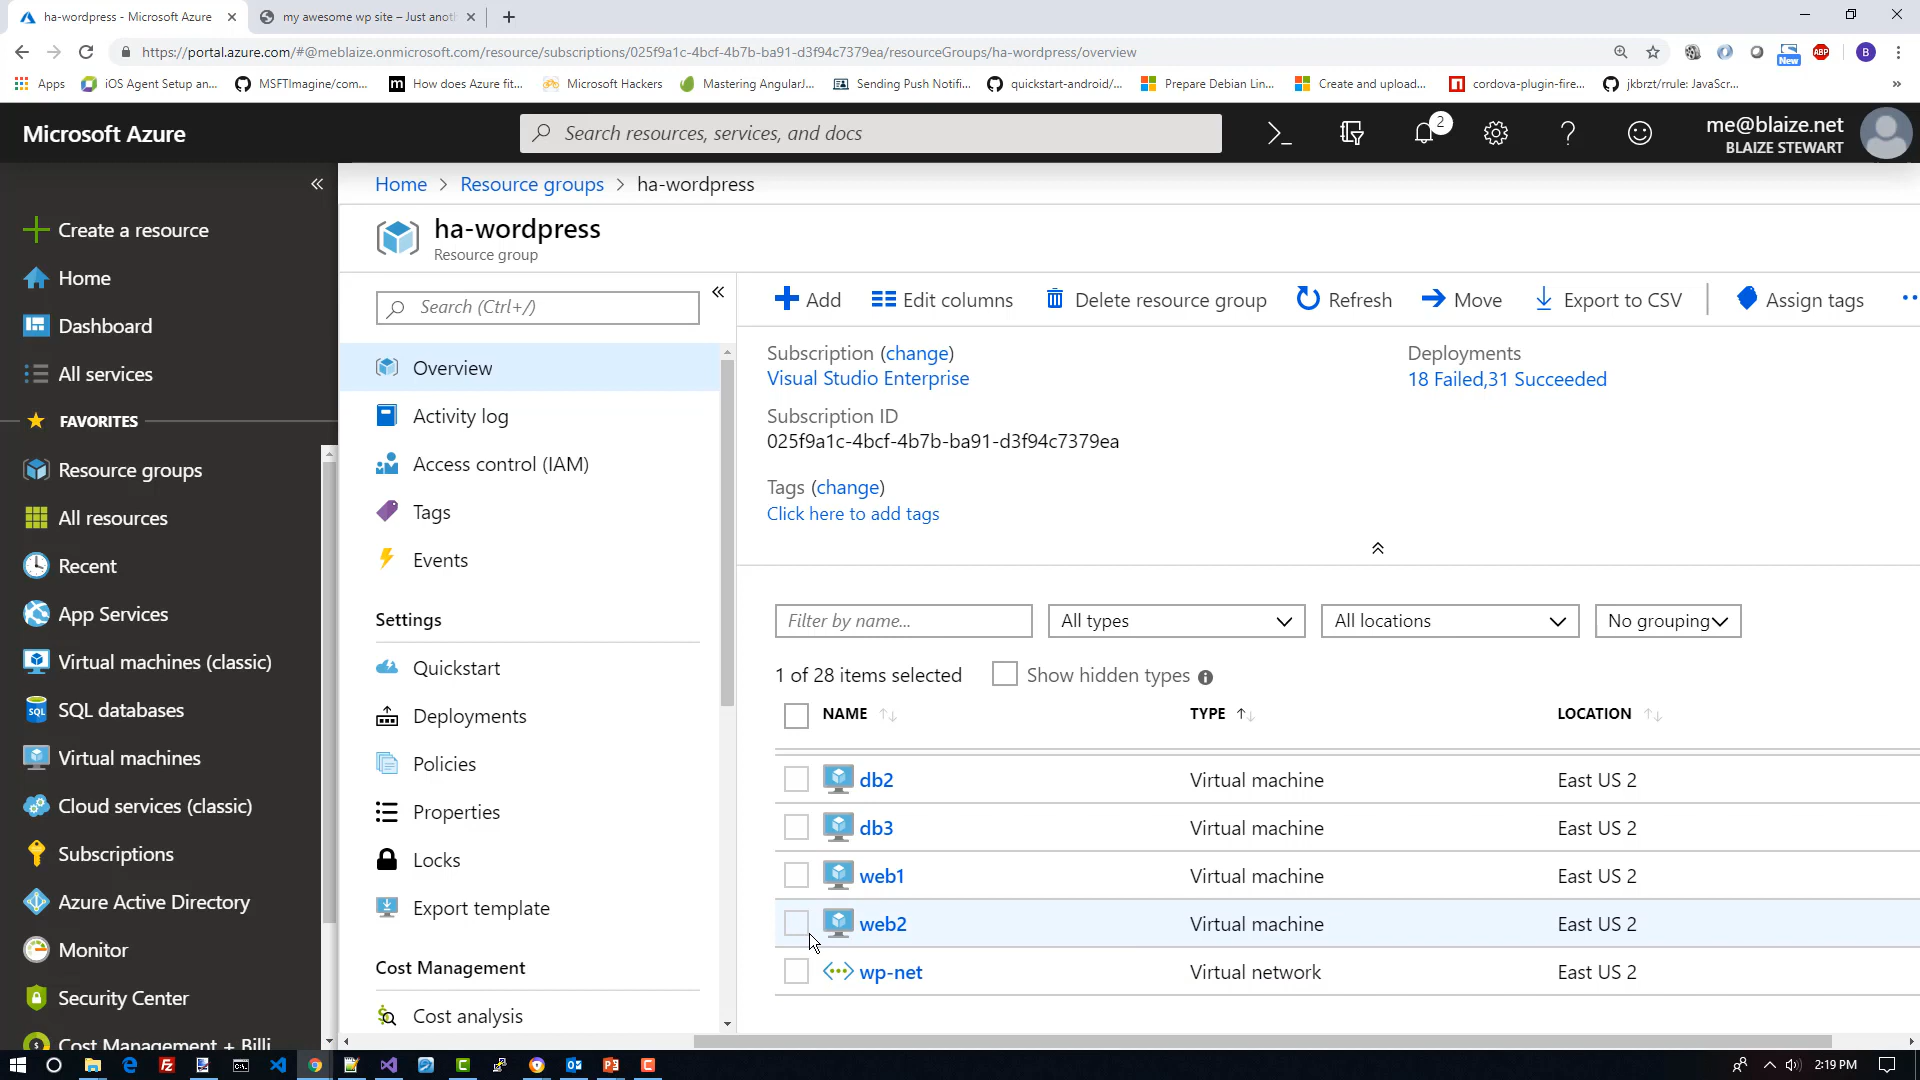 ha-wordpress - Microsoft Azure
my awesome wp site – Just anot
https://portal.azure.com/#@meblaize.onmicrosoft.com/resource/subscriptions/025f9a1c-4bcf-4b7b-ba91-d3f94c7379ea/resourceGroups/ha-wordpress/overview
ABP
New
B
Apps
iOS Agent Setup an...
MSFTImagine/com...
How does Azure fit...
Microsoft Hackers
Mastering AngularJ...
Sending Push Notifi...
quickstart-android/...
Prepare Debian Lin...
Create and upload...
cordova-plugin-fire...
jkbrzt/rrule: JavaScr...
»
Microsoft Azure
Search resources, services, and docs
2
me@blaize.net
BLAIZE STEWART
Create a resource
Home
Dashboard
All services
FAVORITES
Resource groups
All resources
Recent
App Services
Virtual machines (classic)
SQL databases
Virtual machines
Cloud services (classic)
Subscriptions
Azure Active Directory
Monitor
Security Center
Cost Management + Billi
Home > Resource groups > ha-wordpress
ha-wordpress
Resource group
Search (Ctrl+/)
Overview
Activity log
Access control (IAM)
Tags
Events
Settings
Quickstart
Deployments
Policies
Properties
Locks
Export template
Cost Management
Cost analysis
Add
Edit columns
Delete resource group
Refresh
Move
Export to CSV
Assign tags
Subscription (change)
Visual Studio Enterprise
Subscription ID
025f9a1c-4bcf-4b7b-ba91-d3f94c7379ea
Tags (change)
Click here to add tags
Deployments
18 Failed,31 Succeeded
Filter by name...
All types
All locations
No grouping
1 of 28 items selected
Show hidden types
NAME TYPE LOCATION
db2 Virtual machine East US 2
db3 Virtual machine East US 2
web1 Virtual machine East US 2
web2 Virtual machine East US 2
wp-net Virtual network East US 2
2:19 PM